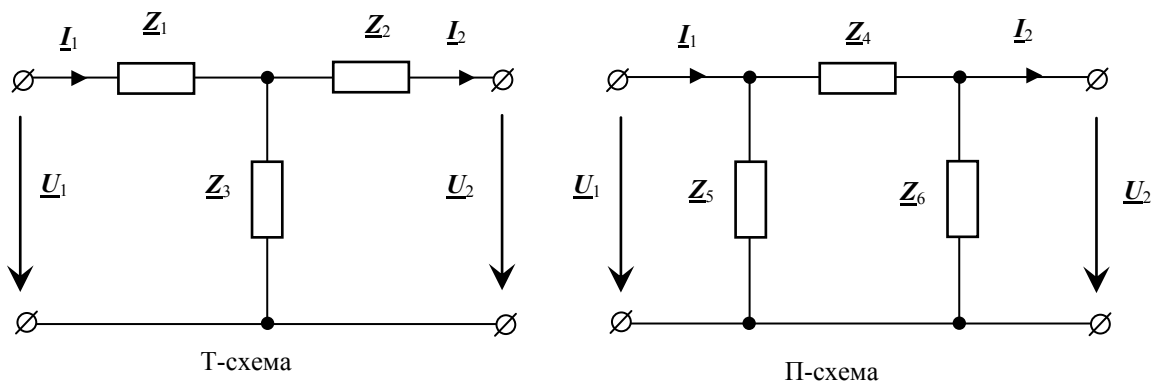 I1 Z1 Z2 I2
U1 Z3 U2
Т-схема
I1 Z4 I2
U1 Z5 Z6 U2
П-схема